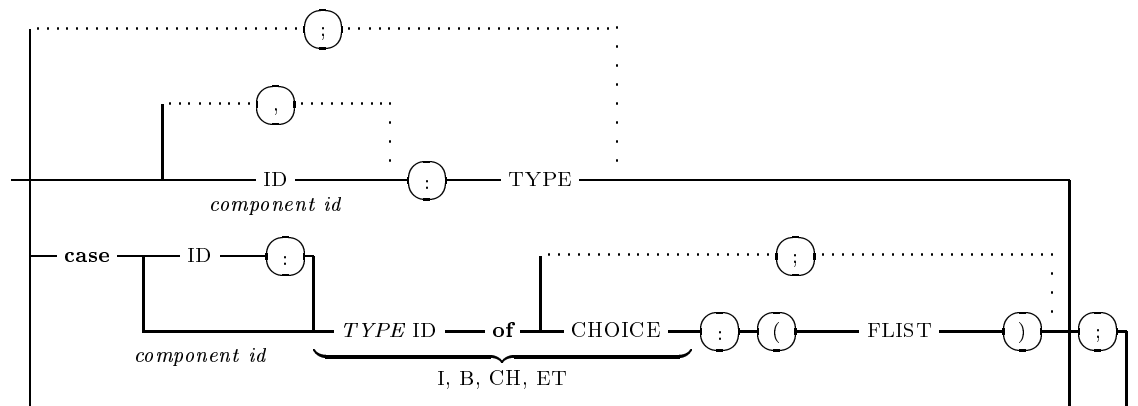 ;
,
ID : TYPE
component id
case ID : ;
TYPE ID of CHOICE : ( FLIST ) ;
component id
I, B, CH, ET